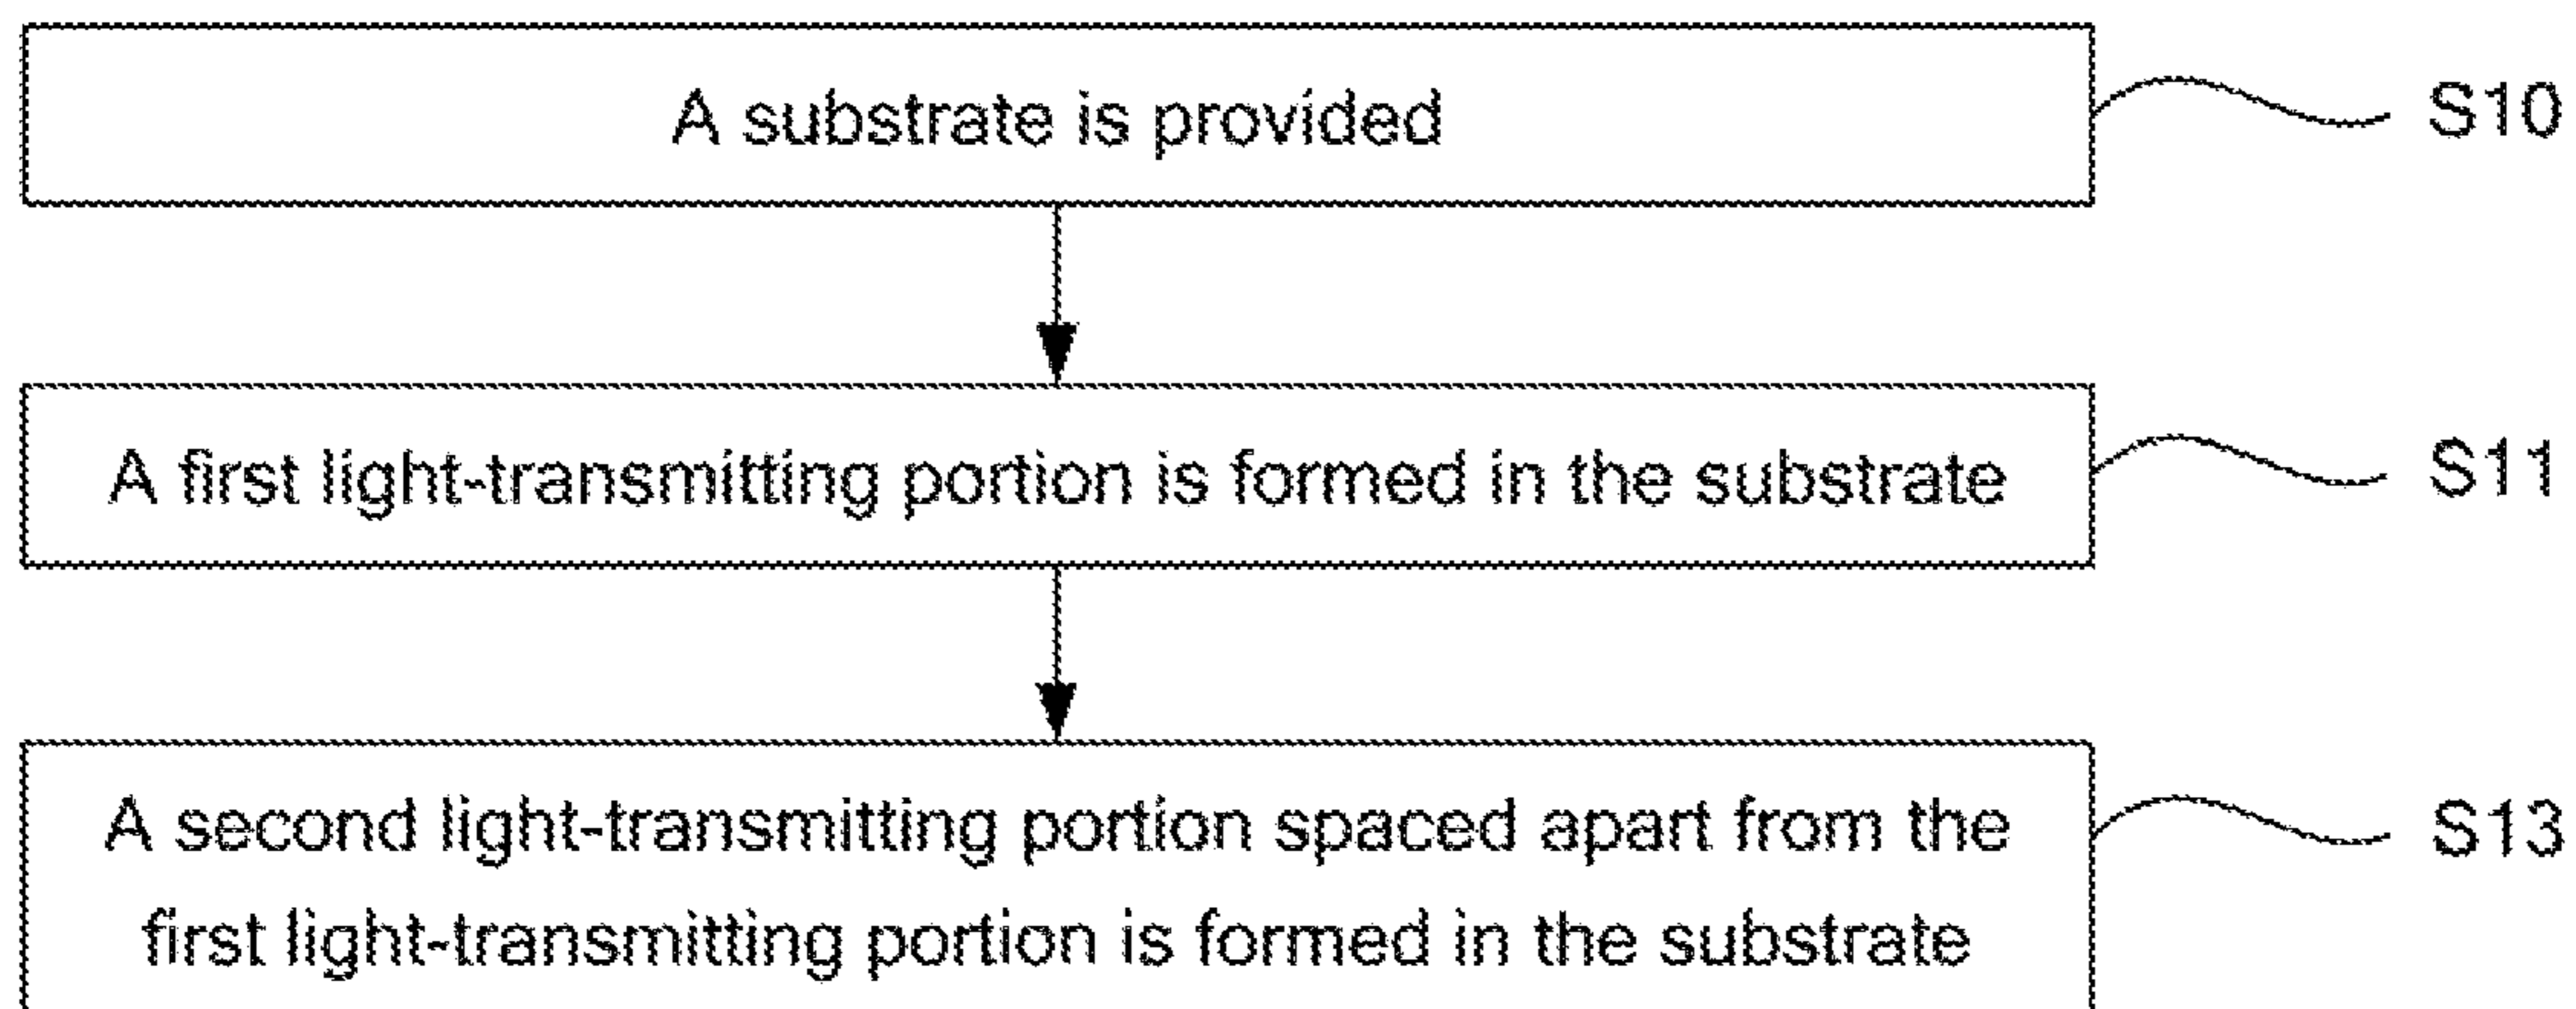 A substrate is provided
S10
A first light-transmitting portion is formed in the substrate
S11
A second light-transmitting portion spaced apart from the
first light-transmitting portion is formed in the substrate
S13